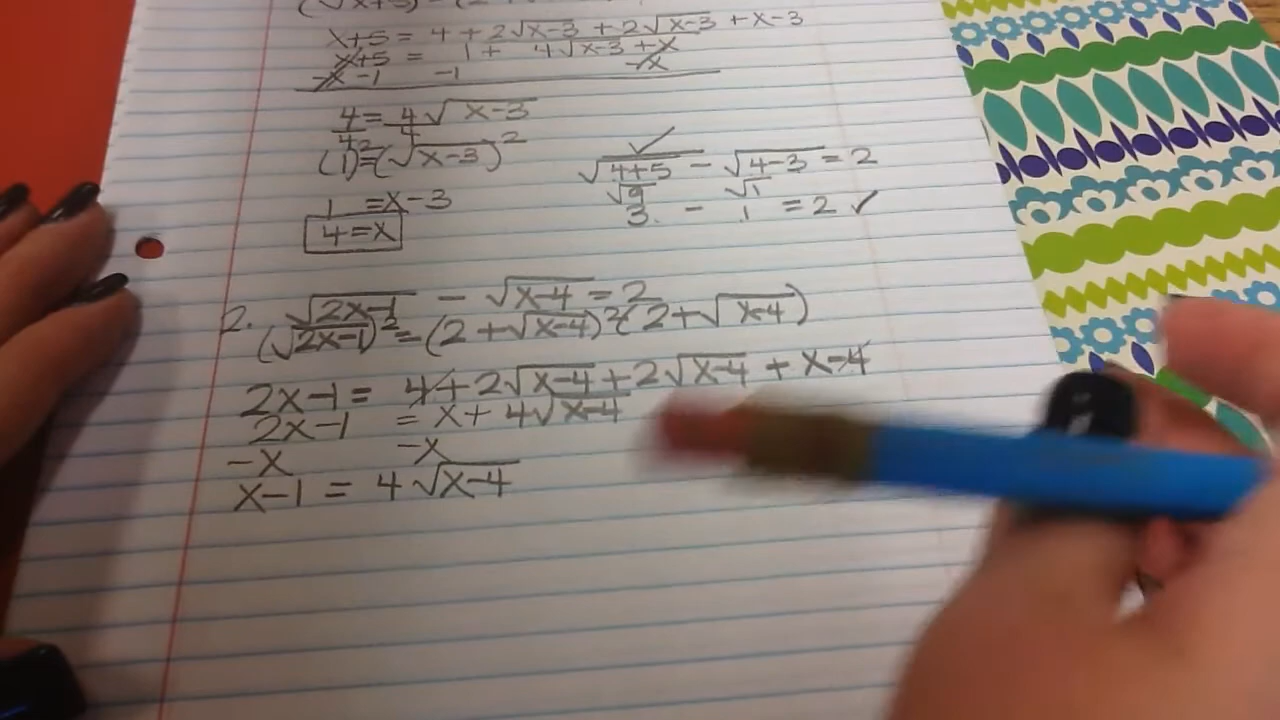 x+5 = 4 + 2√x-3 + 2√x-3 + x-3
x+5 = 1 + 4√x-3 + x
-x -1 -1 -x
4 = 4√x-3
4 4
(1)² = (√x-3)²
1 = x-3
4 = x
✓
√4+5 - √4-3 = 2
√9 √1
3 - 1 = 2 ✓
2. √2x-1 - √x-4 = 2
(√2x-1)² = (2+√x-4)² (2+√x-4)
2x-1 = 4 + 2√x-4 + 2√x-4 + x-4
2x-1 = x + 4√x-4
-x -x
x-1 = 4√x-4